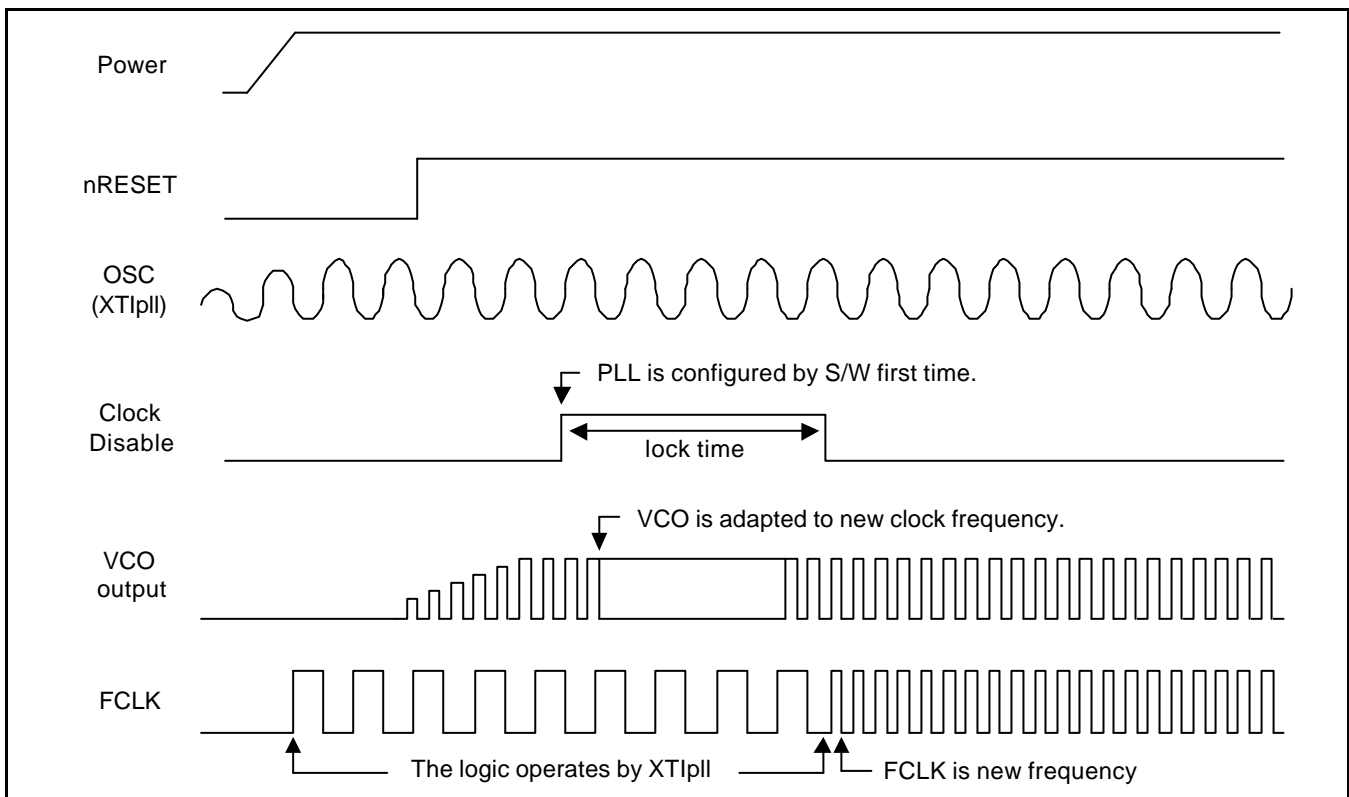 Power
nRESET
OSC
(XTIpll)
PLL is configured by S/W first time.
Clock
Disable
lock time
VCO is adapted to new clock frequency.
VCO
output
FCLK
The logic operates by XTIpll
FCLK is new frequency